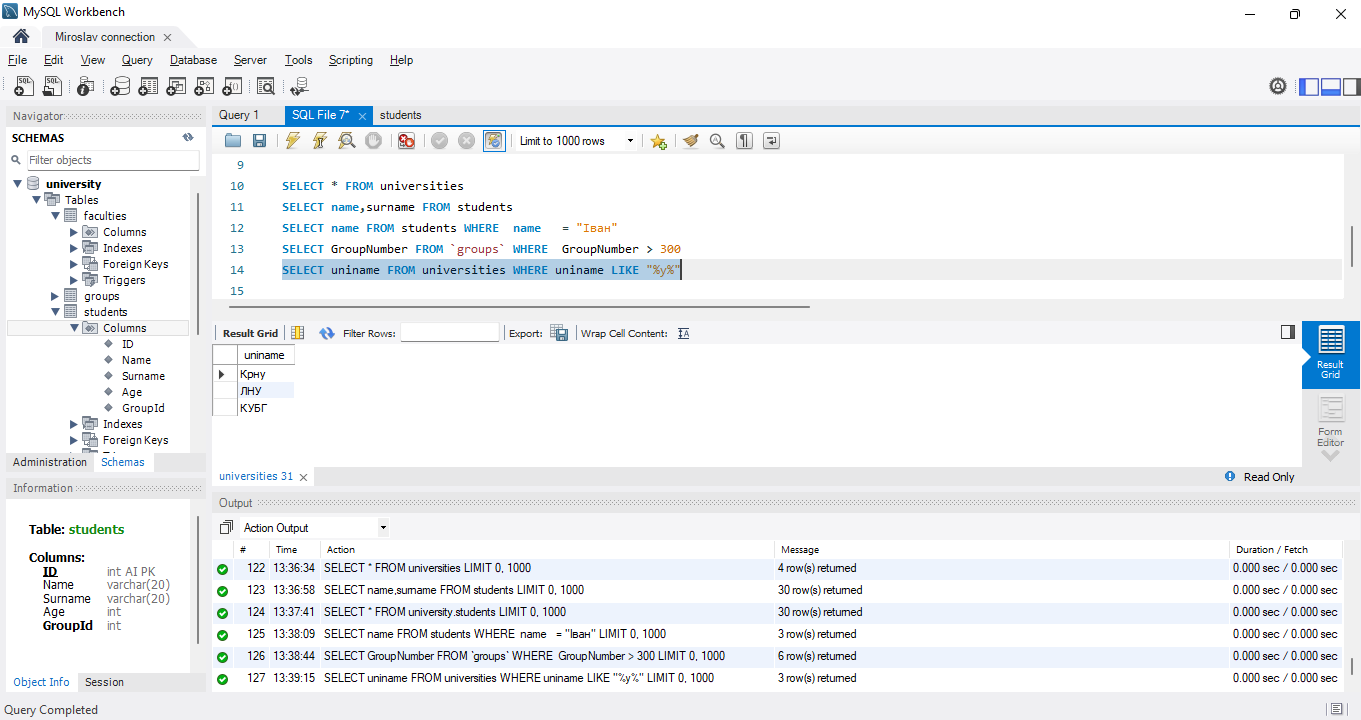 MySQL Workbench
Miroslav connection
File Edit View Query Database Server Tools Scripting Help
Navigator
SCHEMAS
Filter objects
university
Tables
faculties
Columns
Indexes
Foreign Keys
Triggers
groups
students
Columns
ID
Name
Surname
Age
GroupId
Indexes
Foreign Keys
Administration Schemas
Information
Table: students
Columns:
ID int AI PK
Name varchar(20)
Surname varchar(20)
Age int
GroupId int
Object Info Session
Query Completed
Query 1 SQL File 7* students
Limit to 1000 rows
9
10 SELECT * FROM universities
11 SELECT name,surname FROM students
12 SELECT name FROM students WHERE  name   = "Іван"
13 SELECT GroupNumber FROM `groups` WHERE  GroupNumber > 300
14 SELECT uniname FROM universities WHERE uniname LIKE "%у%"
15
Result Grid Filter Rows: Export: Wrap Cell Content:
uniname
Крну
ЛНУ
КУБГ
Result Grid
Form Editor
universities 31 Read Only
Output
Action Output
# Time Action Message Duration / Fetch
122 13:36:34 SELECT * FROM universities LIMIT 0, 1000 4 row(s) returned 0.000 sec / 0.000 sec
123 13:36:58 SELECT name,surname FROM students LIMIT 0, 1000 30 row(s) returned 0.000 sec / 0.000 sec
124 13:37:41 SELECT * FROM university.students LIMIT 0, 1000 30 row(s) returned 0.000 sec / 0.000 sec
125 13:38:09 SELECT name FROM students WHERE  name   = "Іван" LIMIT 0, 1000 3 row(s) returned 0.000 sec / 0.000 sec
126 13:38:44 SELECT GroupNumber FROM `groups` WHERE  GroupNumber > 300 LIMIT 0, 1000 6 row(s) returned 0.000 sec / 0.000 sec
127 13:39:15 SELECT uniname FROM universities WHERE uniname LIKE "%у%" LIMIT 0, 1000 3 row(s) returned 0.000 sec / 0.000 sec